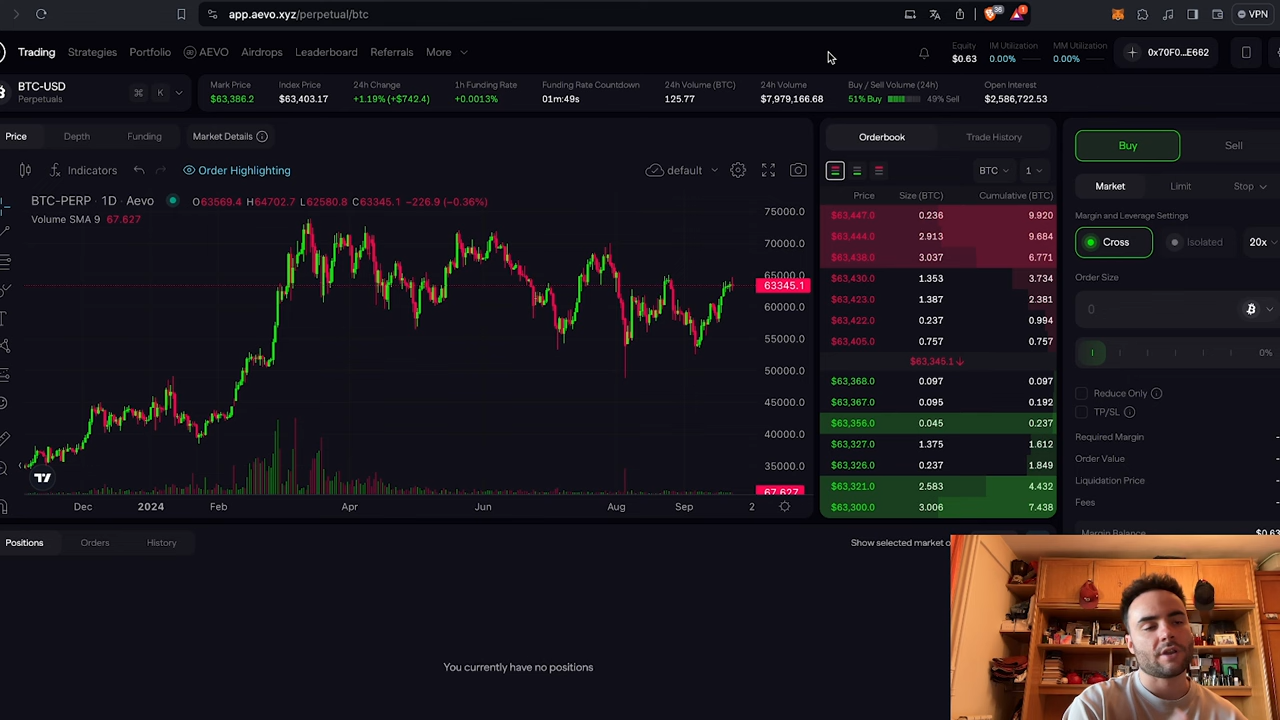 app.aevo.xyz/perpetual/btc
36
1
VPN
Trading Strategies Portfolio AEVO Airdrops Leaderboard Referrals More
Equity
$0.63
IM Utilization
0.00%
MM Utilization
0.00%
0x70F0...E662
BTC-USD
Perpetuals
⌘ K
Mark Price
$63,386.2
Index Price
$63,403.17
24h Change
+1.19% (+$742.4)
1h Funding Rate
+0.0013%
Funding Rate Countdown
01m:49s
24h Volume (BTC)
125.77
24h Volume
$7,979,166.68
Buy / Sell Volume (24h)
51% Buy 49% Sell
Open Interest
$2,586,722.53
Price Depth Funding Market Details
Indicators Order Highlighting default
BTC-PERP · 1D · Aevo O63569.4 H64702.7 L62580.8 C63345.1 -226.9 (-0.36%)
Volume SMA 9 67.627
75000.0
70000.0
65000.0
63345.1
60000.0
55000.0
50000.0
45000.0
40000.0
35000.0
67.627
Dec 2024 Feb Apr Jun Aug Sep 2
Orderbook Trade History
BTC 1
Price Size (BTC) Cumulative (BTC)
$63,447.0 0.236 9.920
$63,444.0 2.913 9.684
$63,438.0 3.037 6.771
$63,430.0 1.353 3.734
$63,423.0 1.387 2.381
$63,422.0 0.237 0.994
$63,405.0 0.757 0.757
$63,345.1 ↓
$63,368.0 0.097 0.097
$63,367.0 0.095 0.192
$63,356.0 0.045 0.237
$63,327.0 1.375 1.612
$63,326.0 0.237 1.849
$63,321.0 2.583 4.432
$63,300.0 3.006 7.438
Buy Sell
Market Limit Stop
Margin and Leverage Settings
Cross Isolated 20x
Order Size
0
0%
Reduce Only
TP/SL
Required Margin
Order Value
Liquidation Price
Fees
Margin Balance $0.63
Positions Orders History
Show selected market o
You currently have no positions